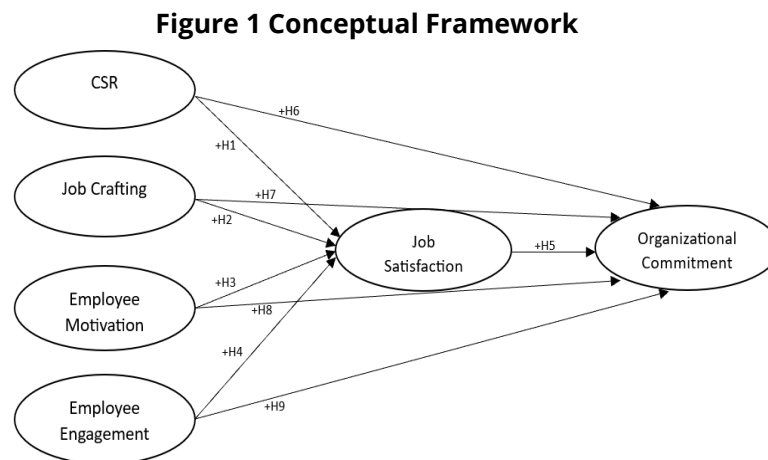 Figure 1 Conceptual Framework
CSR
+H6
+H1
Job Crafting
+H7
+H2
Job
Satisfaction
+H5
Organizational
Commitment
+H3
Employee
Motivation
+H8
+H4
Employee
Engagement
+H9